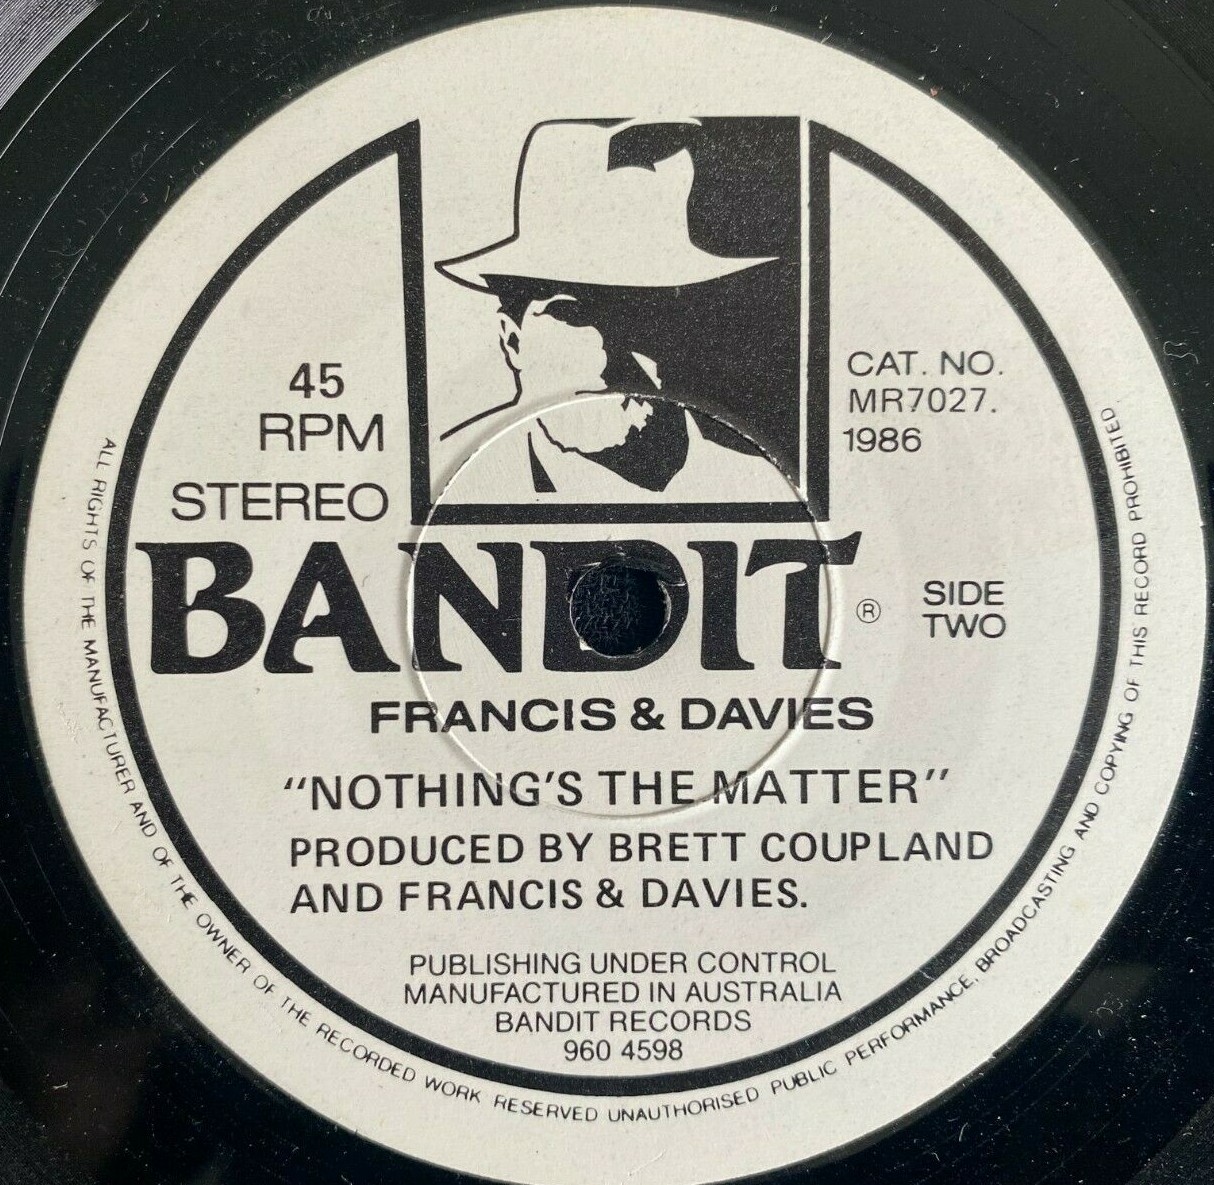 45
RPM
STEREO
CAT. NO.
MR7027.
1986
BANDIT ®
SIDE
TWO
FRANCIS & DAVIES
“NOTHING’S THE MATTER”
PRODUCED BY BRETT COUPLAND
AND FRANCIS & DAVIES.
PUBLISHING UNDER CONTROL
MANUFACTURED IN AUSTRALIA
BANDIT RECORDS
960 4598
ALL RIGHTS OF THE MANUFACTURER AND OF THE OWNER OF THE RECORDED WORK RESERVED UNAUTHORISED PUBLIC PERFORMANCE, BROADCASTING AND COPYING OF THIS RECORD PROHIBITED.